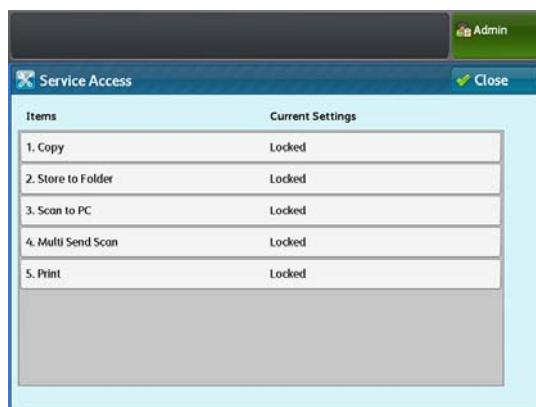 Admin
Service Access
Close
Items Current Settings
1. Copy Locked
2. Store to Folder Locked
3. Scan to PC Locked
4. Multi Send Scan Locked
5. Print Locked